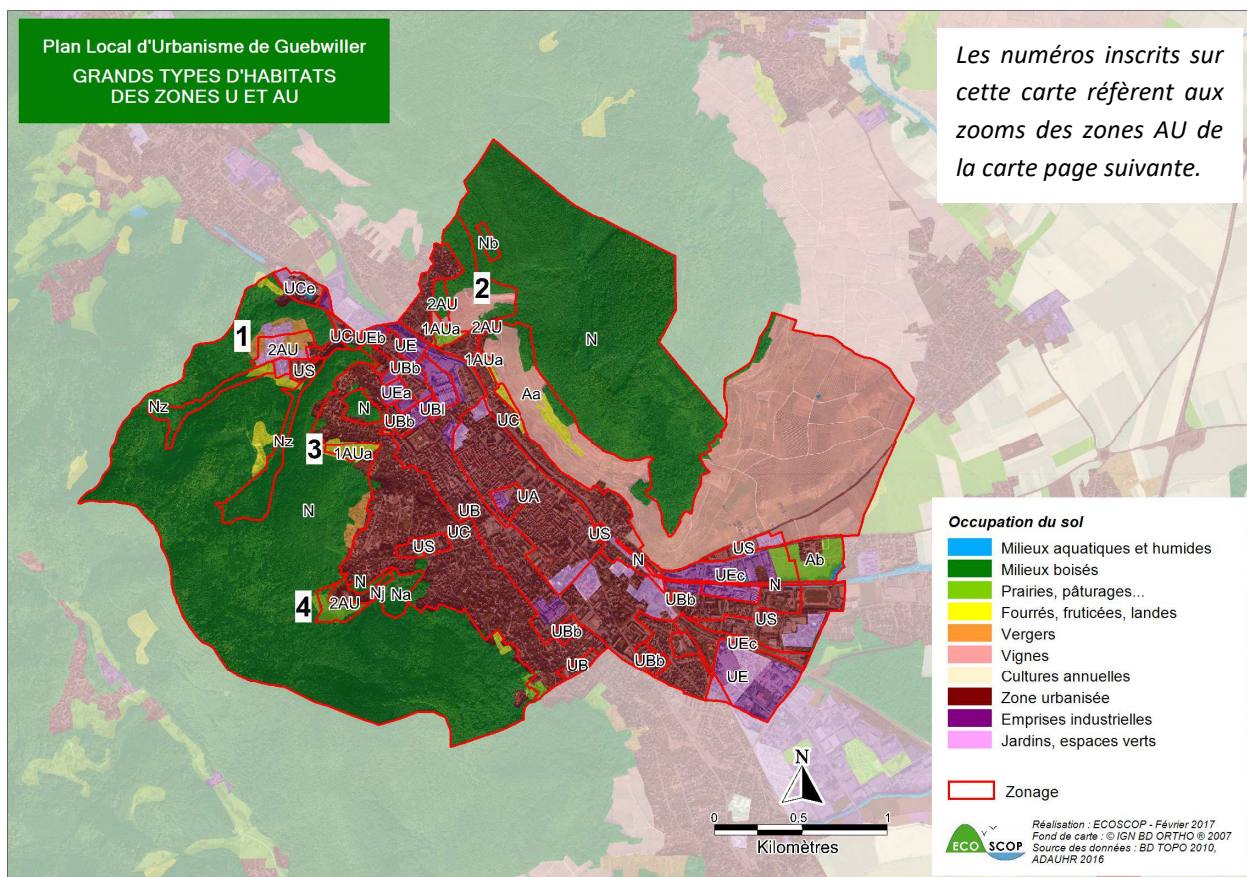 Plan Local d'Urbanisme de Guebwiller
GRANDS TYPES D'HABITATS
DES ZONES U ET AU
Les numéros inscrits sur
cette carte réfèrent aux
zooms des zones AU de
la carte page suivante.
Nb
UCe
2
2AU
1
UC
UEb
1AUa
2AU
UE
N
2AU
US
UBb
1AUa
UEa
Aa
Nz
N
UBl
UC
UBb
Nz
3
1AUa
UA
N
UB
UC
US
US
N
US
Ab
UEc
N
N
Nj
Na
UBb
4
2AU
US
UBb
UEc
UB
UBb
UE
Occupation du sol
Milieux aquatiques et humides
Milieux boisés
Prairies, pâturages...
Fourrés, fruticées, landes
Vergers
Vignes
Cultures annuelles
Zone urbanisée
Emprises industrielles
Jardins, espaces verts
Zonage
N
0 0,5 1
Kilomètres
ECO SCOP
Réalisation : ECOSCOP - Février 2017
Fond de carte : © IGN BD ORTHO ® 2007
Source des données : BD TOPO 2010,
ADAUHR 2016